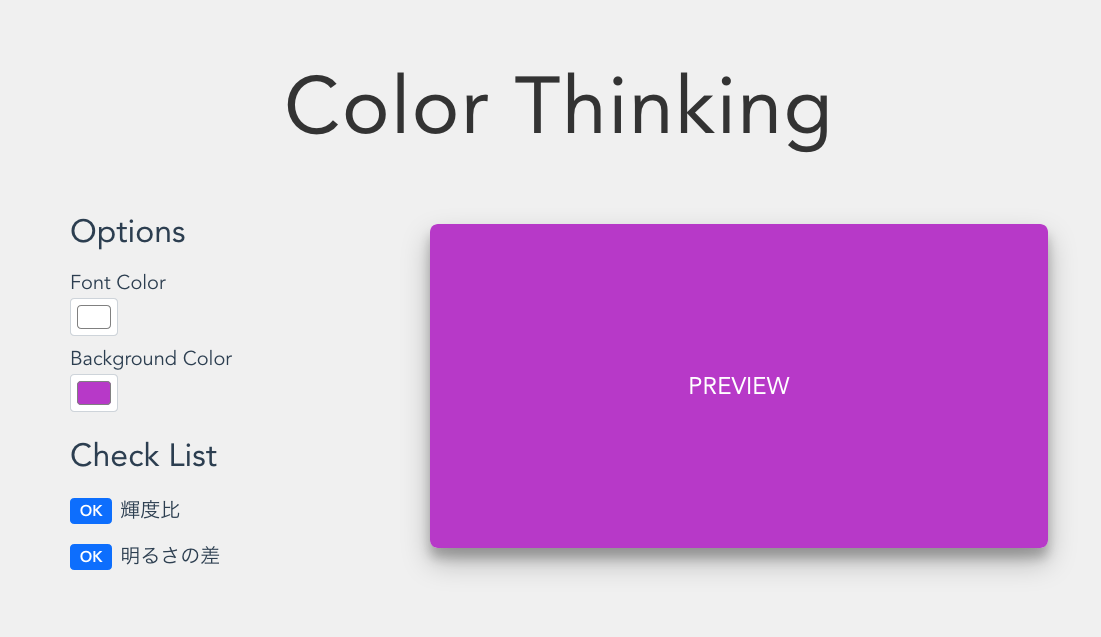 Color Thinking
Options
Font Color
Background Color
Check List
OK 輝度比
OK 明るさの差
PREVIEW